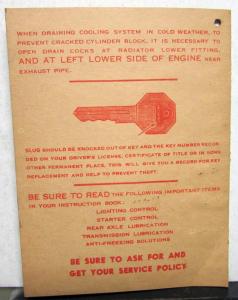 WHEN DRAINING COOLING SYSTEM IN COLD WEATHER, TO
PREVENT CRACKED CYLINDER BLOCK, IT IS NECESSARY TO
OPEN DRAIN COCKS AT RADIATOR LOWER FITTING,
AND AT LEFT LOWER SIDE OF ENGINE NEAR
EXHAUST PIPE.
SLUG SHOULD BE KNOCKED OUT OF KEY AND THE KEY NUMBER RECOR-
DED ON YOUR DRIVER'S LICENSE, CERTIFICATE OF TITLE OR IN SOME
OTHER PERMANENT PLACE. THIS WILL GIVE YOU A RECORD FOR KEY
REPLACEMENT AND HELP TO PREVENT THEFT.
BE SURE TO READ THE FOLLOWING IMPORTANT ITEMS
IN YOUR INSTRUCTION BOOK:
LIGHTING CONTROL
STARTER CONTROL
REAR AXLE LUBRICATION
TRANSMISSION LUBRICATION
ANTI-FREEZING SOLUTIONS
BE SURE TO ASK FOR AND
GET YOUR SERVICE POLICY